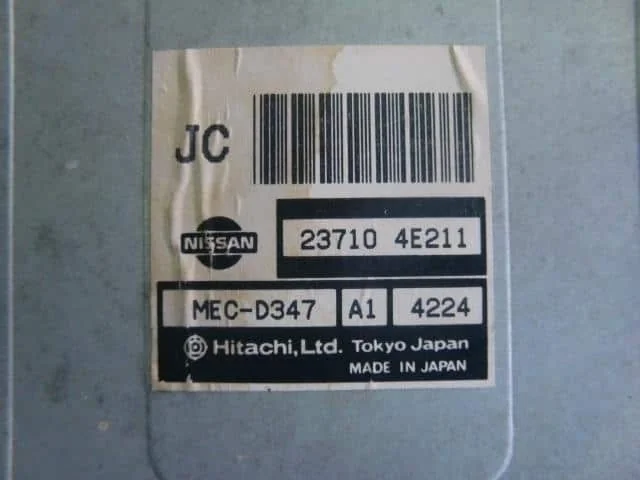 JC
NISSAN
23710 4E211
MEC-D347 A1 4224
Hitachi,Ltd. Tokyo Japan
MADE IN JAPAN